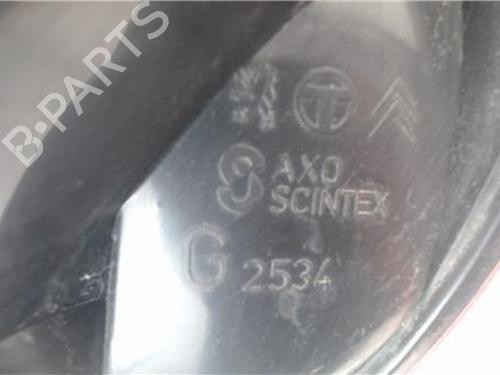 B-PARTS
AXO
SCINTEX
G 2534